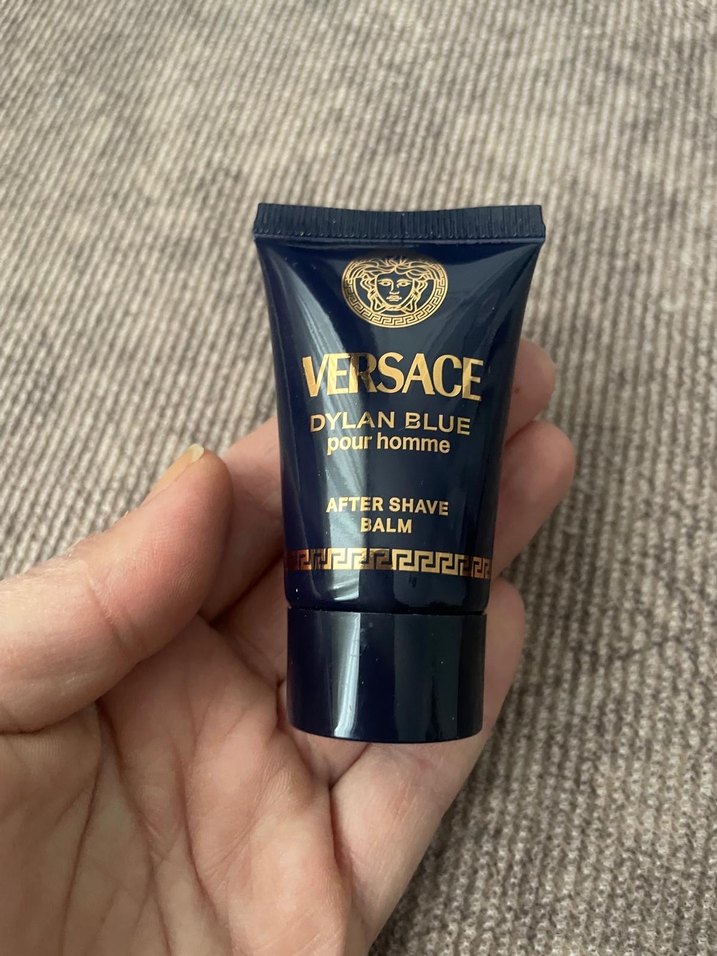 VERSACE
DYLAN BLUE
pour homme
AFTER SHAVE
BALM